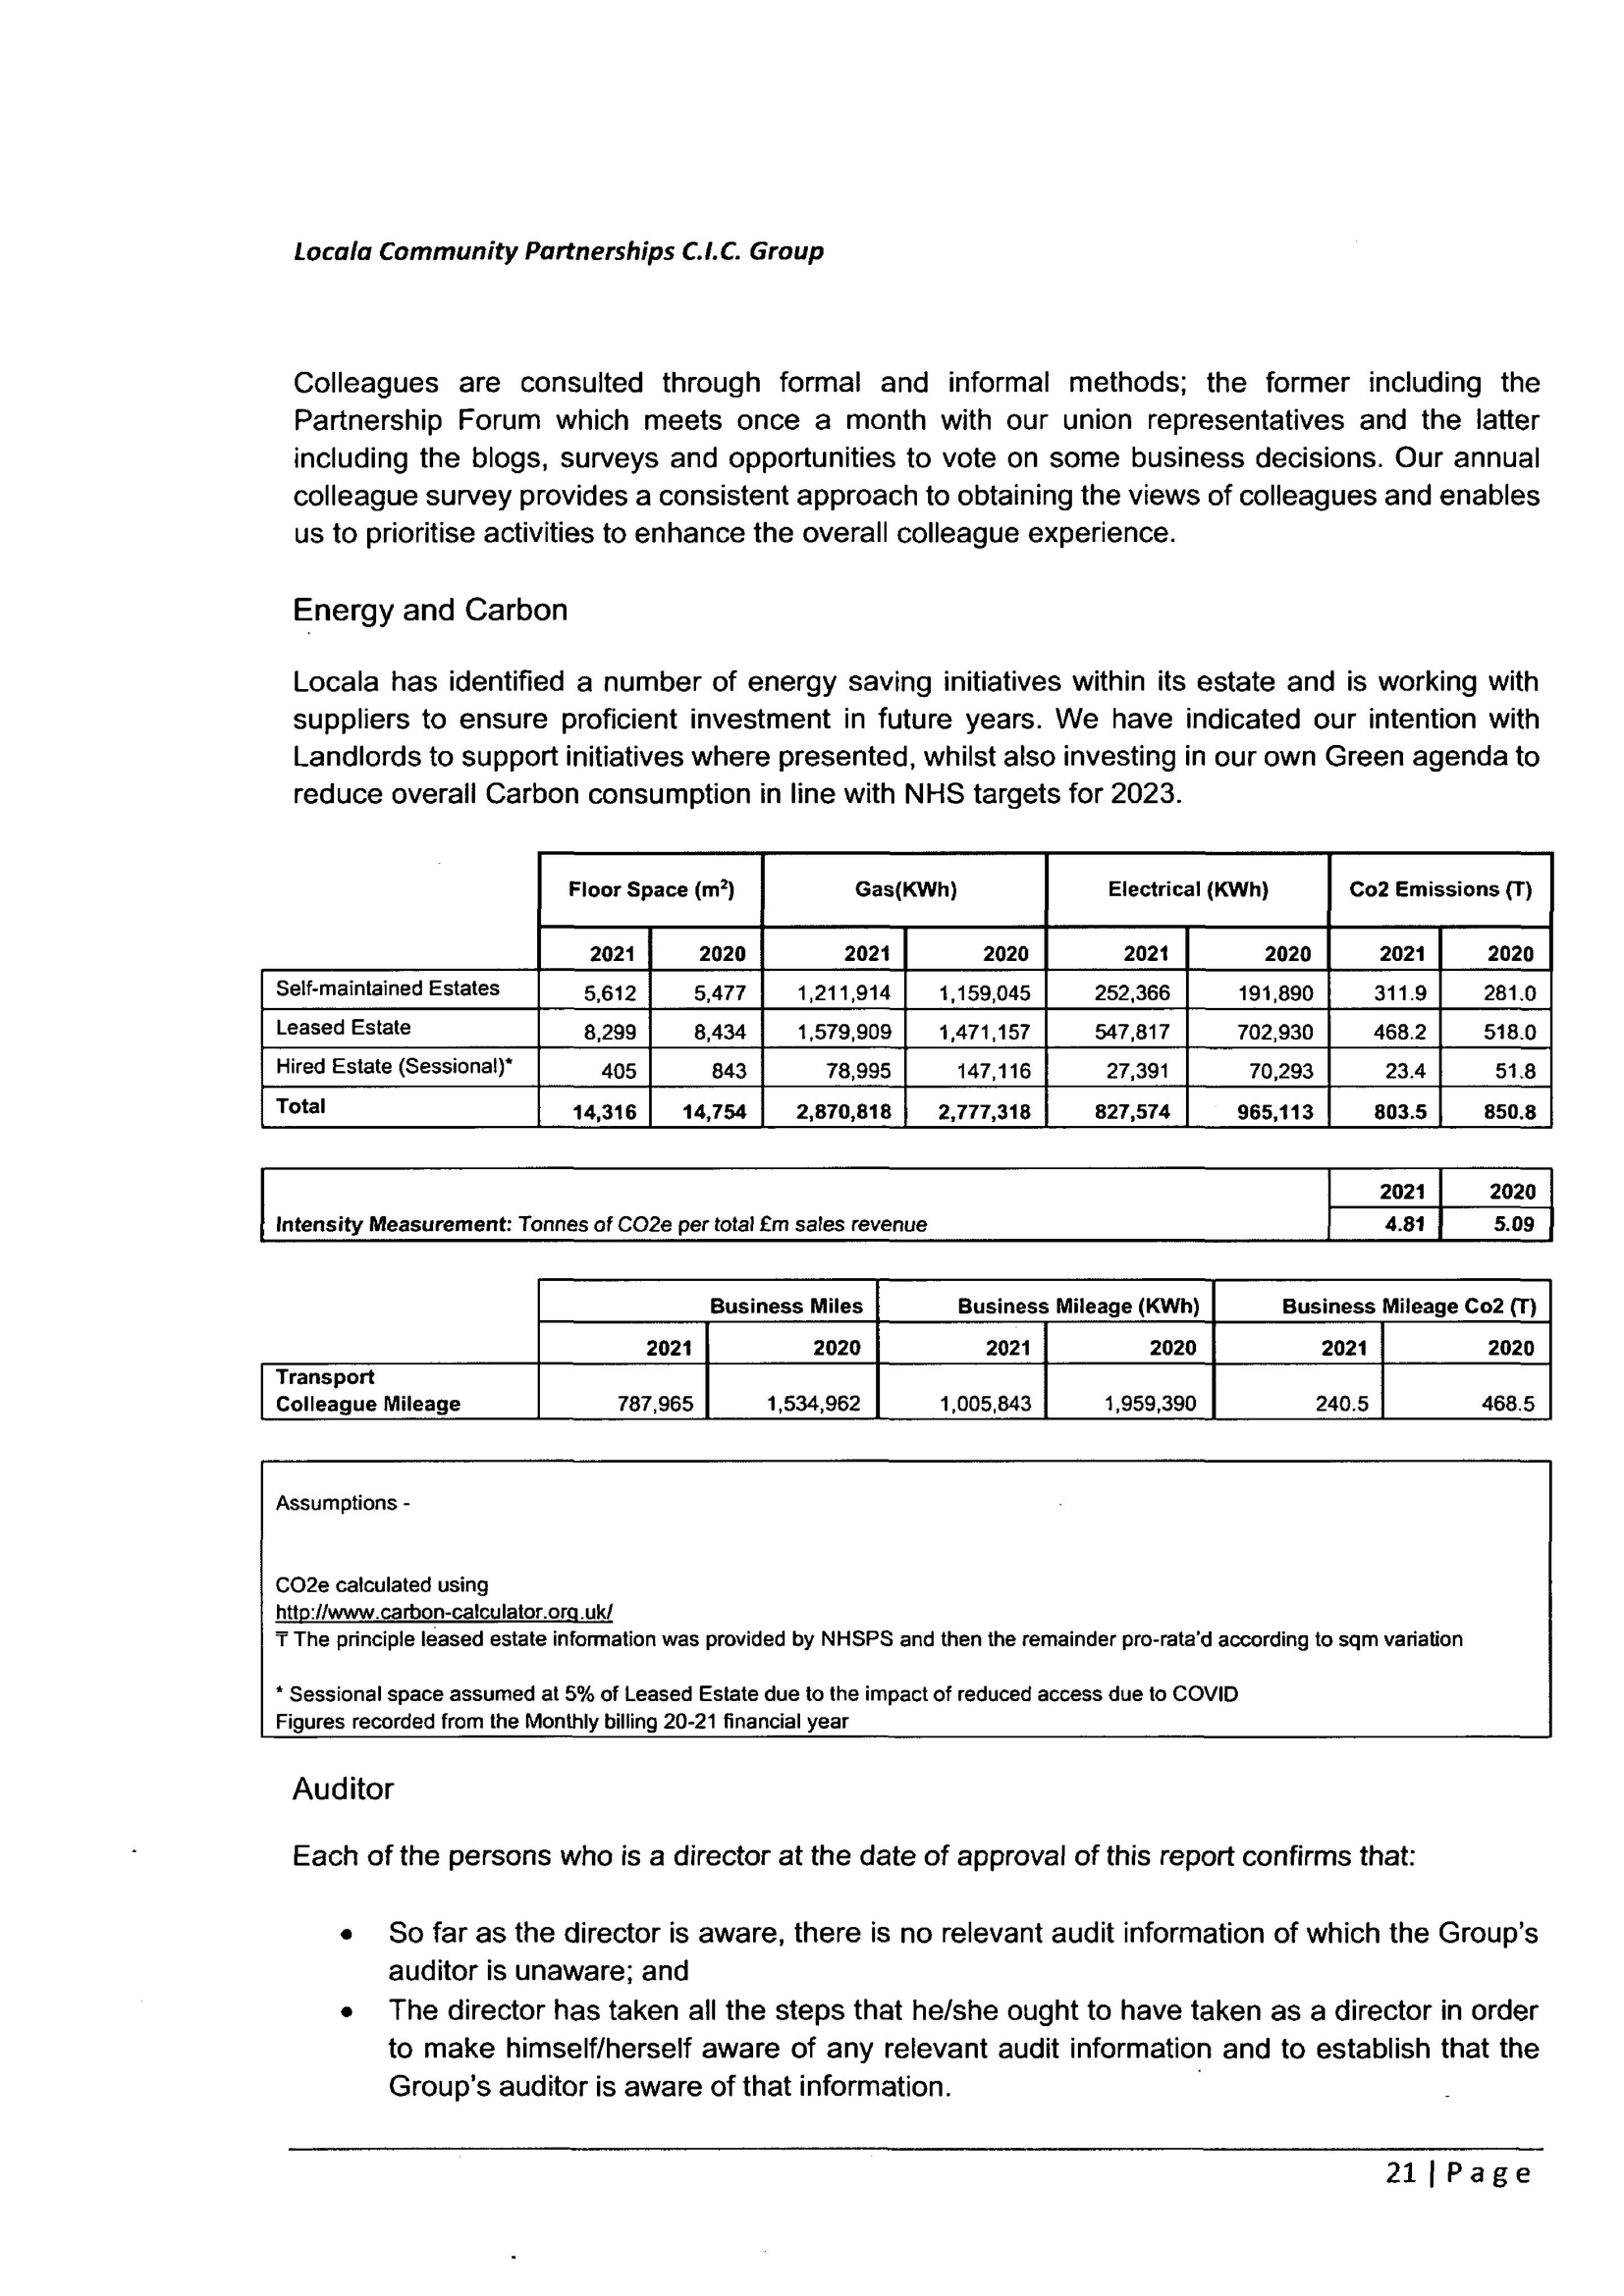 Locala Community Partnerships C.I.C. Group
Colleagues are consulted through formal and informal methods; the former including the
Partnership Forum which meets once a month with our union representatives and the latter
including the blogs, surveys and opportunities to vote on some business decisions. Our annual
colleague survey provides a consistent approach to obtaining the views of colleagues and enables
us to prioritise activities to enhance the overall colleague experience.
Energy and Carbon
Locala has identified a number of energy saving initiatives within its estate and is working with
suppliers to ensure proficient investment in future years. We have indicated our intention with
Landlords to support initiatives where presented, whilst also investing in our own Green agenda to
reduce overall Carbon consumption in line with NHS targets for 2023.
Floor Space (m²) Gas(KWh) Electrical (KWh) Co2 Emissions (T)
2021 2020 2021 2020 2021 2020 2021 2020
Self-maintained Estates 5,612 5,477 1,211,914 1,159,045 252,366 191,890 311.9 281.0
Leased Estate 8,299 8,434 1,579,909 1,471,157 547,817 702,930 468.2 518.0
Hired Estate (Sessional)* 405 843 78,995 147,116 27,391 70,293 23.4 51.8
Total 14,316 14,754 2,870,818 2,777,318 827,574 965,113 803.5 850.8
2021 2020
Intensity Measurement: Tonnes of CO2e per total £m sales revenue 4.81 5.09
Business Miles Business Mileage (KWh) Business Mileage Co2 (T)
2021 2020 2021 2020 2021 2020
Transport
Colleague Mileage 787,965 1,534,962 1,005,843 1,959,390 240.5 468.5
Assumptions -
CO2e calculated using
http://www.carbon-calculator.org.uk/
₸ The principle leased estate information was provided by NHSPS and then the remainder pro-rata'd according to sqm variation
* Sessional space assumed at 5% of Leased Estate due to the impact of reduced access due to COVID
Figures recorded from the Monthly billing 20-21 financial year
Auditor
Each of the persons who is a director at the date of approval of this report confirms that:
• So far as the director is aware, there is no relevant audit information of which the Group's
auditor is unaware; and
• The director has taken all the steps that he/she ought to have taken as a director in order
to make himself/herself aware of any relevant audit information and to establish that the
Group's auditor is aware of that information.
21 | Page